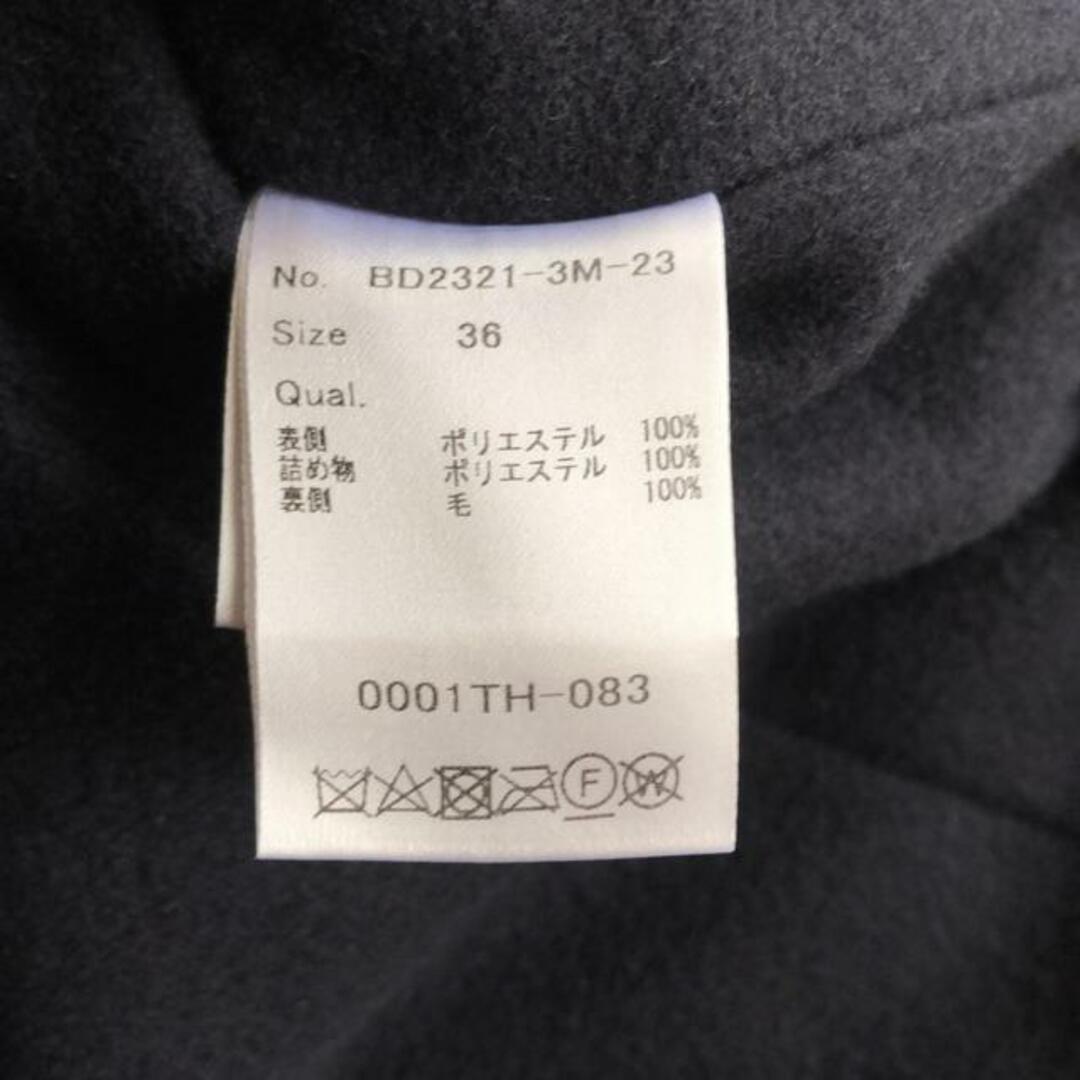 No. BD2321-3M-23
Size 36
Qual.
表側 ポリエステル 100%
詰め物 ポリエステル 100%
裏側 毛 100%
0001TH-083
F W